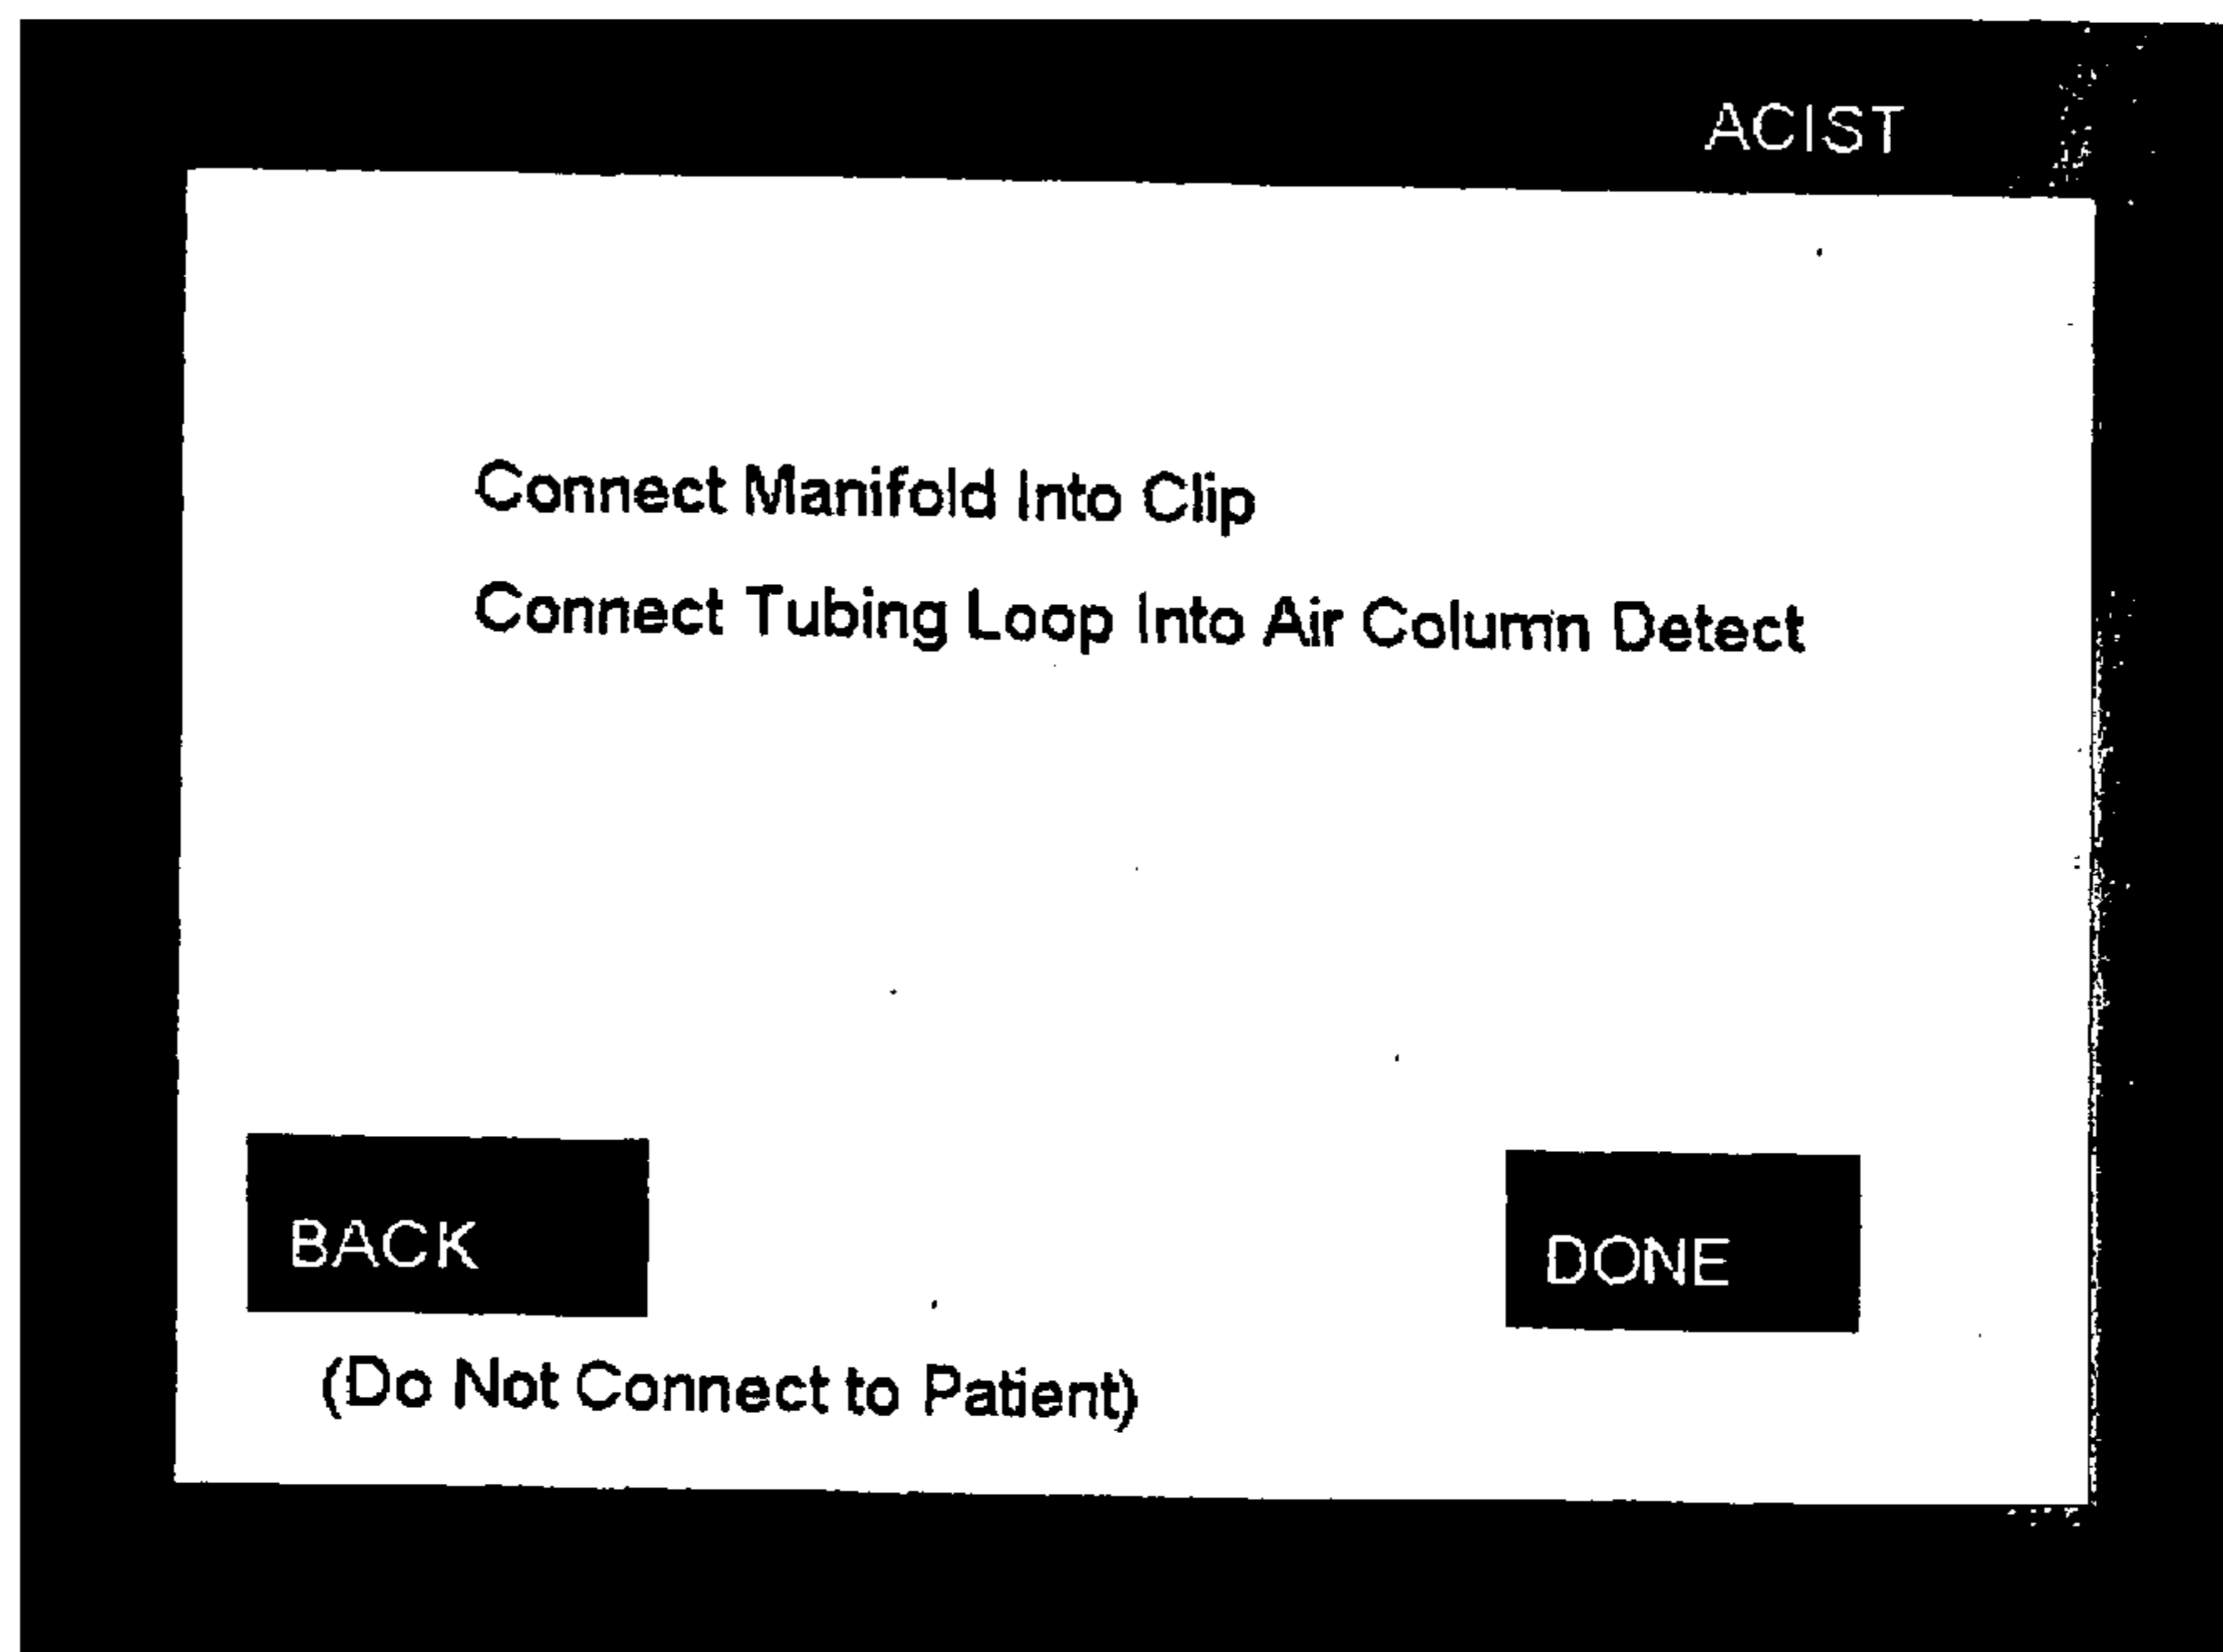 ACIST
Connect Manifold Into Clip
Connect Tubing Loop Into Air Column Detect
BACK
DONE
(Do Not Connect to Patient)